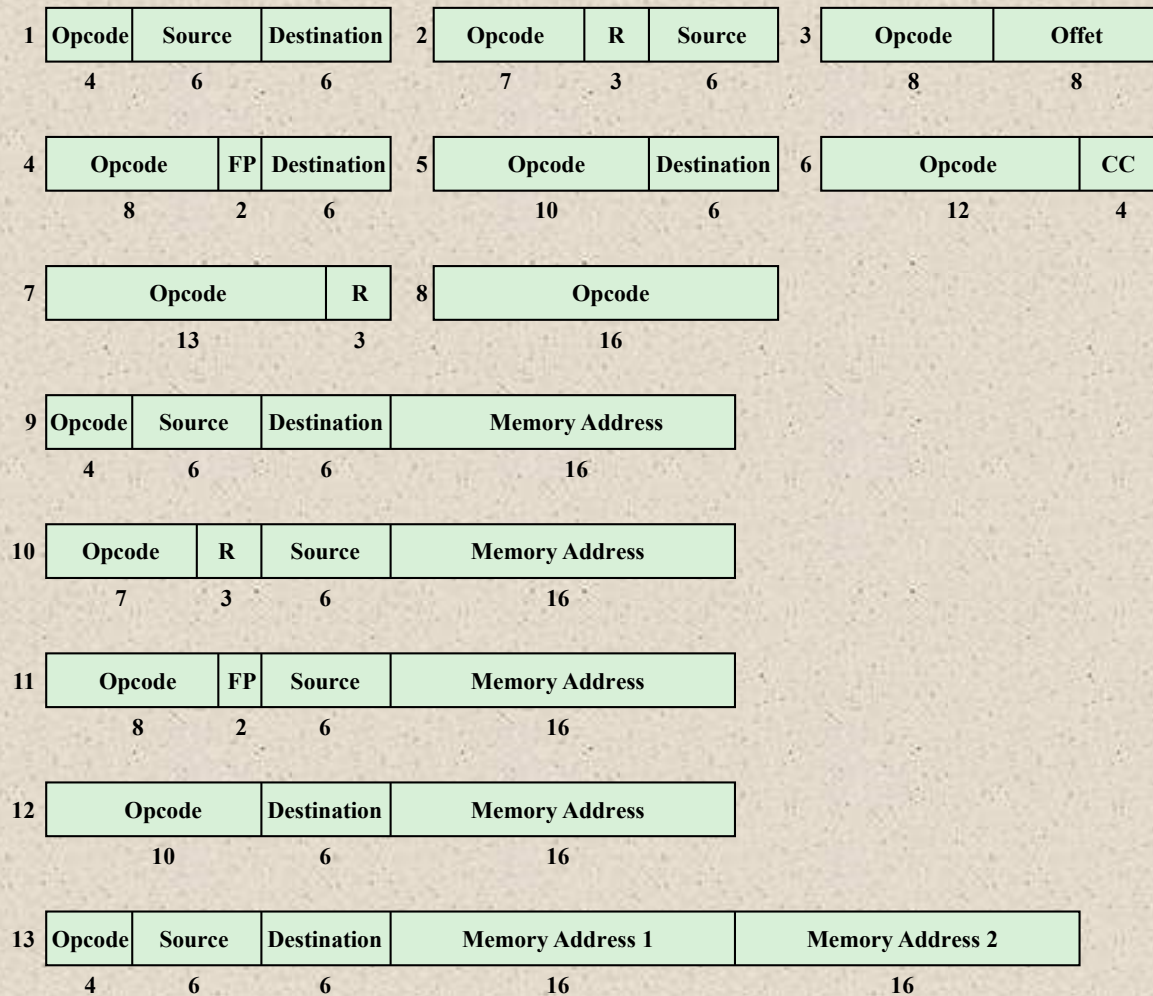 1 Opcode Source Destination 2 Opcode R Source 3 Opcode Offet
4 6 6 7 3 6 8 8
4 Opcode FP Destination 5 Opcode Destination 6 Opcode CC
8 2 6 10 6 12 4
7 Opcode R 8 Opcode
13 3 16
9 Opcode Source Destination Memory Address
4 6 6 16
10 Opcode R Source Memory Address
7 3 6 16
11 Opcode FP Source Memory Address
8 2 6 16
12 Opcode Destination Memory Address
10 6 16
13 Opcode Source Destination Memory Address 1 Memory Address 2
4 6 6 16 16